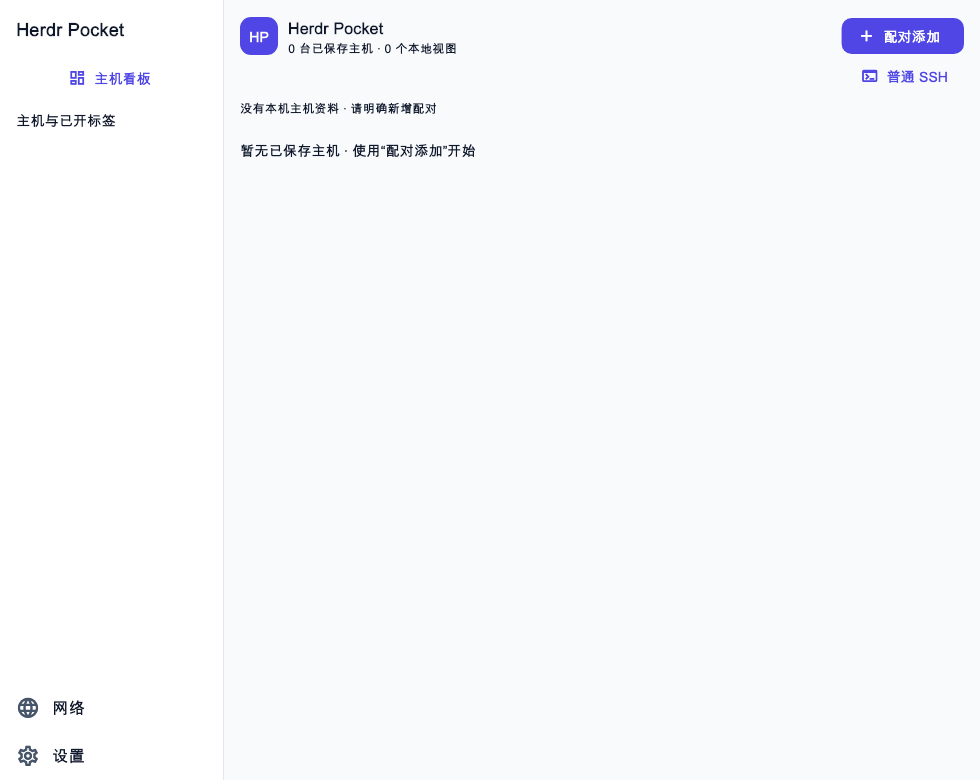 Herdr Pocket
主机看板
主机与已开标签
网络
设置
HP
Herdr Pocket
0 台已保存主机 · 0 个本地视图
配对添加
普通 SSH
没有本机主机资料 · 请明确新增配对
暂无已保存主机 · 使用“配对添加”开始